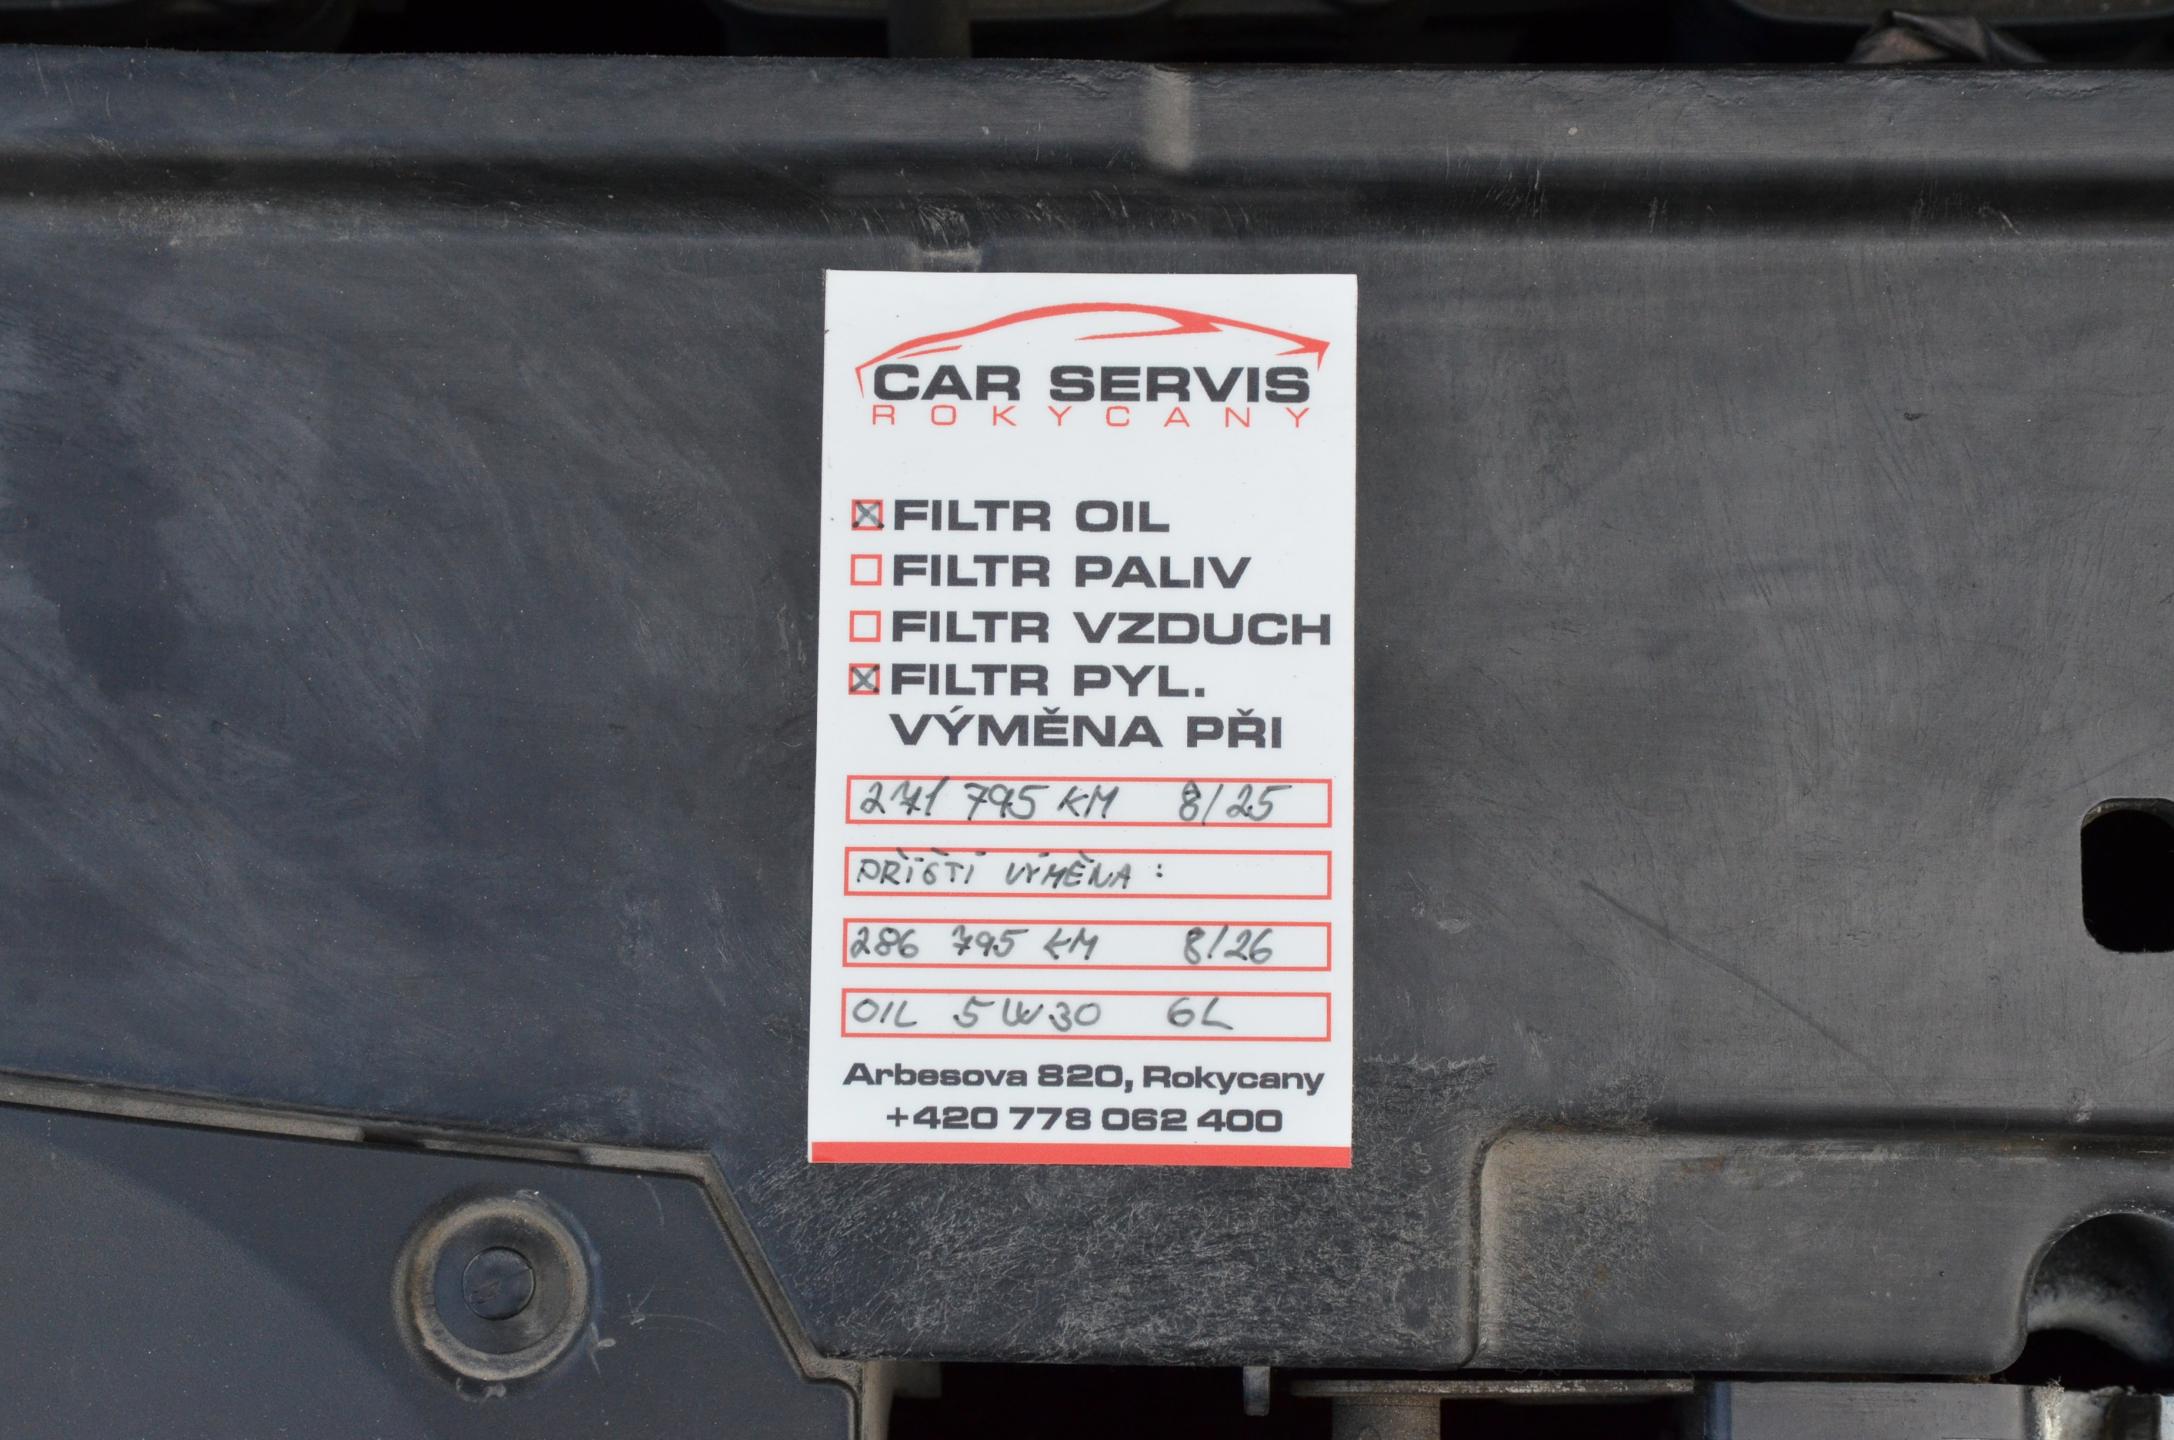 CAR SERVIS
ROKYCANY
FILTR OIL
FILTR PALIV
FILTR VZDUCH
FILTR PYL.
VÝMĚNA PŘI
271 795 KM 8/25
PŘÍŠTÍ VÝMĚNA:
286 795 KM 8/26
OIL 5W30 6L
Arbesova 820, Rokycany
+420 778 062 400